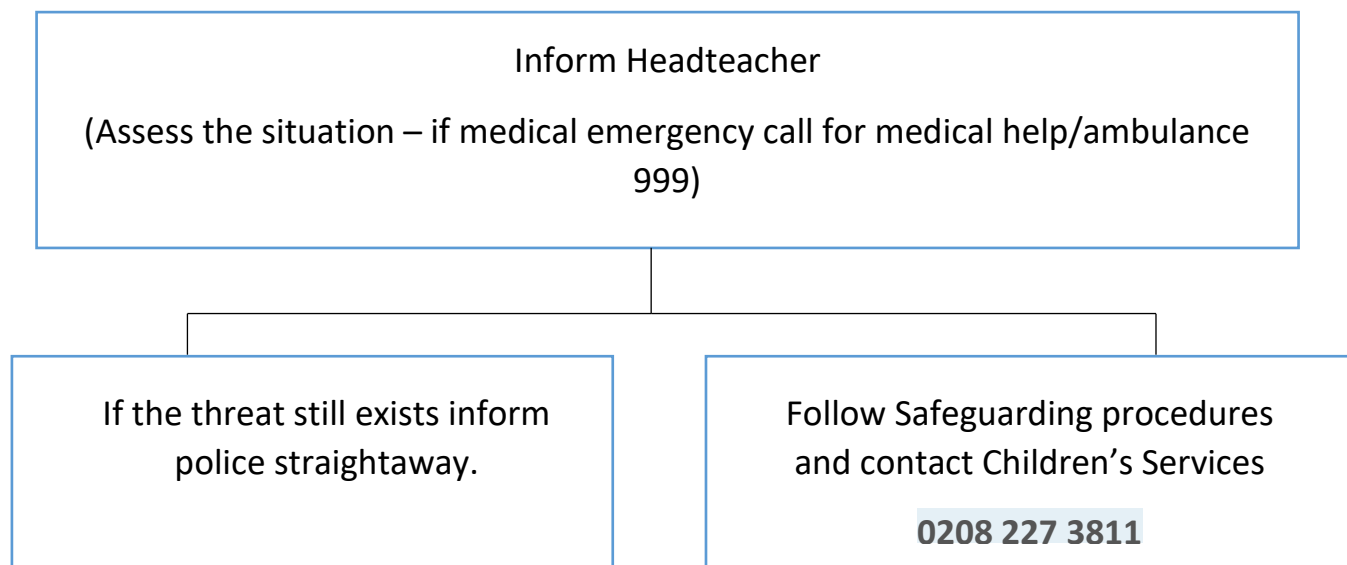 Inform Headteacher
(Assess the situation – if medical emergency call for medical help/ambulance
999)
If the threat still exists inform
police straightaway.
Follow Safeguarding procedures
and contact Children’s Services
0208 227 3811